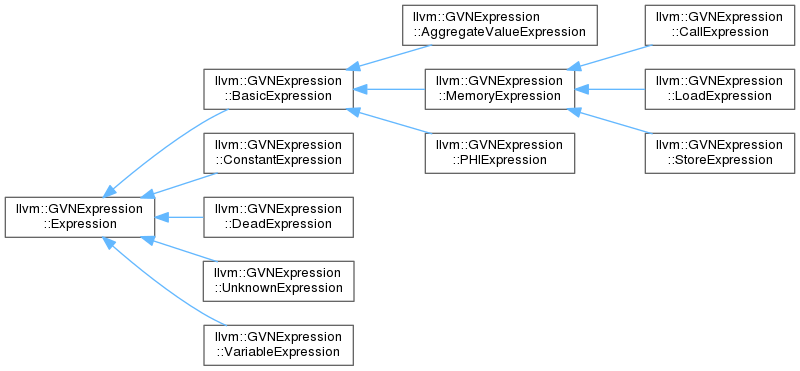 llvm::GVNExpression
::AggregateValueExpression
llvm::GVNExpression
::CallExpression
llvm::GVNExpression
::BasicExpression
llvm::GVNExpression
::MemoryExpression
llvm::GVNExpression
::LoadExpression
llvm::GVNExpression
::ConstantExpression
llvm::GVNExpression
::PHIExpression
llvm::GVNExpression
::StoreExpression
llvm::GVNExpression
::Expression
llvm::GVNExpression
::DeadExpression
llvm::GVNExpression
::UnknownExpression
llvm::GVNExpression
::VariableExpression